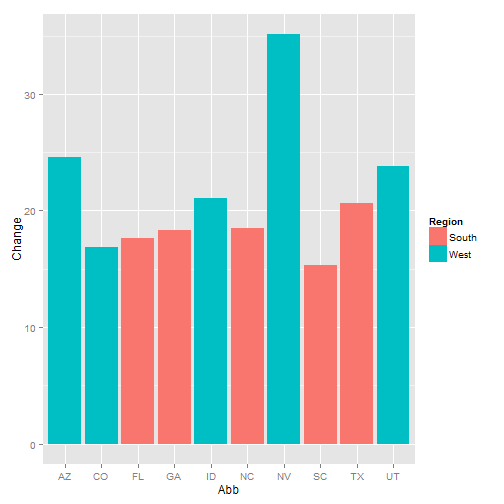 Change
30
20
10
0
AZ CO FL GA ID NC NV SC TX UT
Abb
Region
South
West